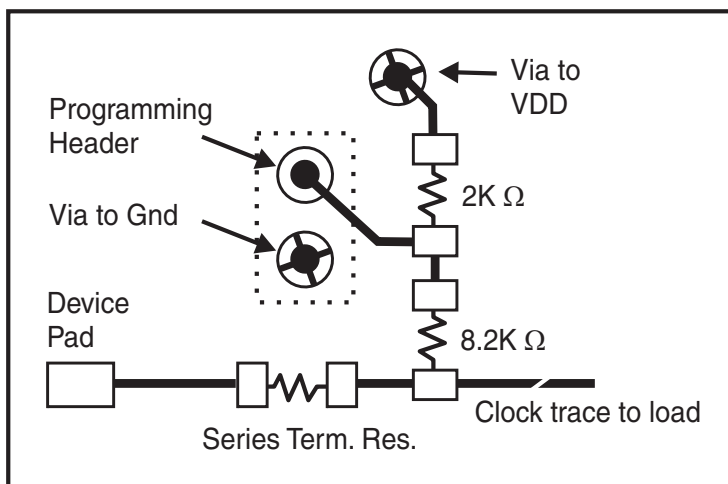 Via to
VDD
Programming
Header
2K Ω
Via to Gnd
Device
Pad
8.2K Ω
Clock trace to load
Series Term. Res.